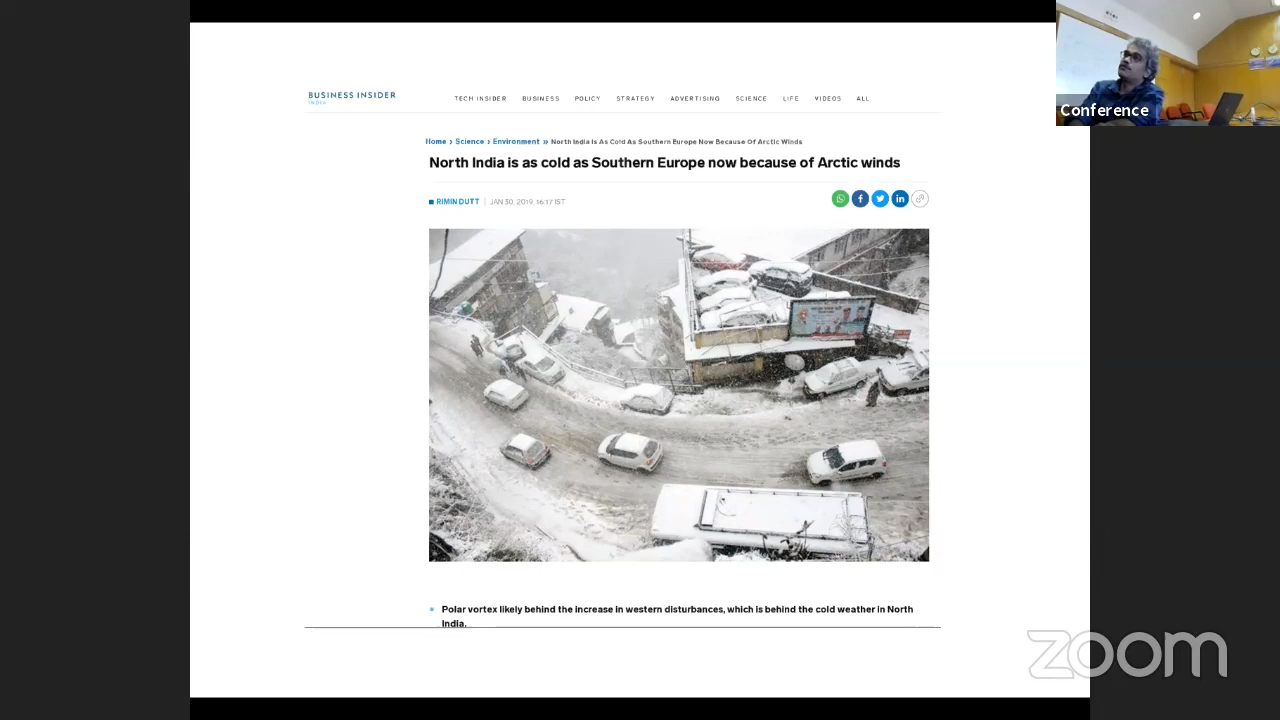 Conference
BUSINESS INSIDER
INDIA
TECH INSIDER BUSINESS POLICY STRATEGY ADVERTISING SCIENCE LIFE VIDEOS ALL
Home › Science › Environment » North India Is As Cold As Southern Europe Now Because Of Arctic Winds
North India is as cold as Southern Europe now because of Arctic winds
RIMIN DUTT | JAN 30, 2019, 16:17 IST
Polar vortex likely behind the increase in western disturbances, which is behind the cold weather in North
India.
zoom